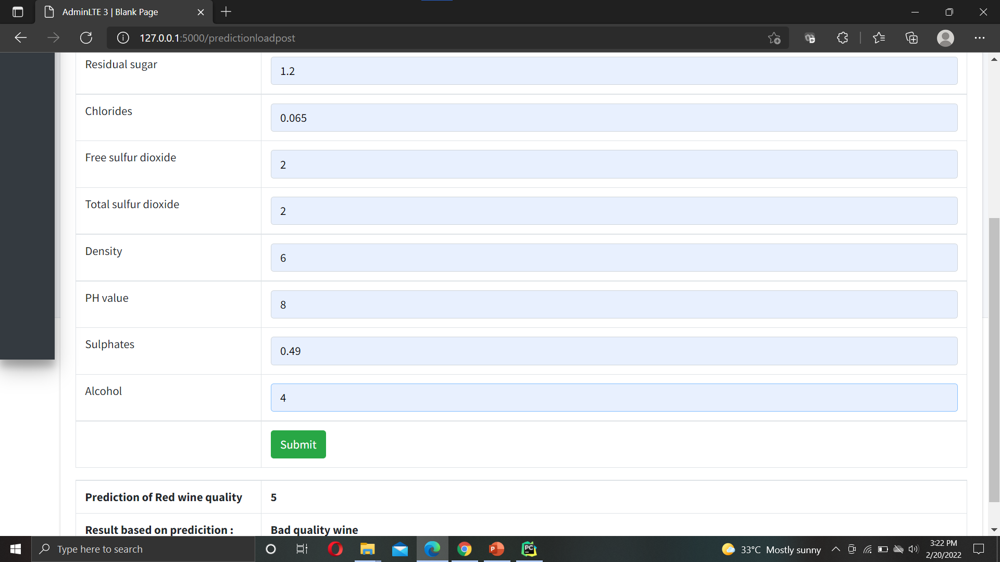 AdminLTE 3 | Blank Page
127.0.0.1:5000/predictionloadpost
Residual sugar 1.2
Chlorides 0.065
Free sulfur dioxide 2
Total sulfur dioxide 2
Density 6
PH value 8
Sulphates 0.49
Alcohol 4
Submit
Prediction of Red wine quality 5
Result based on predicition : Bad quality wine
Type here to search
P
PC
33°C Mostly sunny
3:22 PM
2/20/2022